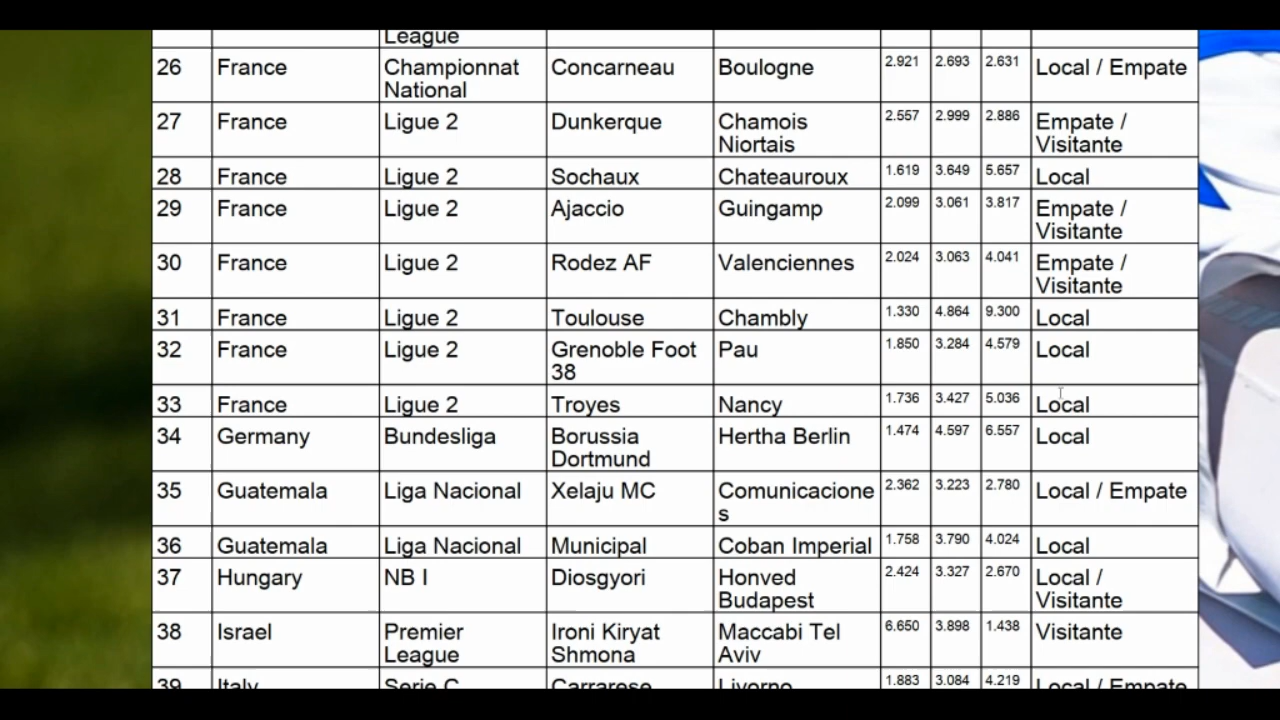 League
26 France Championnat National Concarneau Boulogne 2.921 2.693 2.631 Local / Empate
27 France Ligue 2 Dunkerque Chamois Niortais 2.557 2.999 2.886 Empate / Visitante
28 France Ligue 2 Sochaux Chateauroux 1.619 3.649 5.657 Local
29 France Ligue 2 Ajaccio Guingamp 2.099 3.061 3.817 Empate / Visitante
30 France Ligue 2 Rodez AF Valenciennes 2.024 3.063 4.041 Empate / Visitante
31 France Ligue 2 Toulouse Chambly 1.330 4.864 9.300 Local
32 France Ligue 2 Grenoble Foot 38 Pau 1.850 3.284 4.579 Local
33 France Ligue 2 Troyes Nancy 1.736 3.427 5.036 Local
34 Germany Bundesliga Borussia Dortmund Hertha Berlin 1.474 4.597 6.557 Local
35 Guatemala Liga Nacional Xelaju MC Comunicaciones 2.362 3.223 2.780 Local / Empate
36 Guatemala Liga Nacional Municipal Coban Imperial 1.758 3.790 4.024 Local
37 Hungary NB I Diosgyori Honved Budapest 2.424 3.327 2.670 Local / Visitante
38 Israel Premier League Ironi Kiryat Shmona Maccabi Tel Aviv 6.650 3.898 1.438 Visitante
39 Italy Serie C Carrarese Livorno 1.883 3.084 4.219 Local / Empate